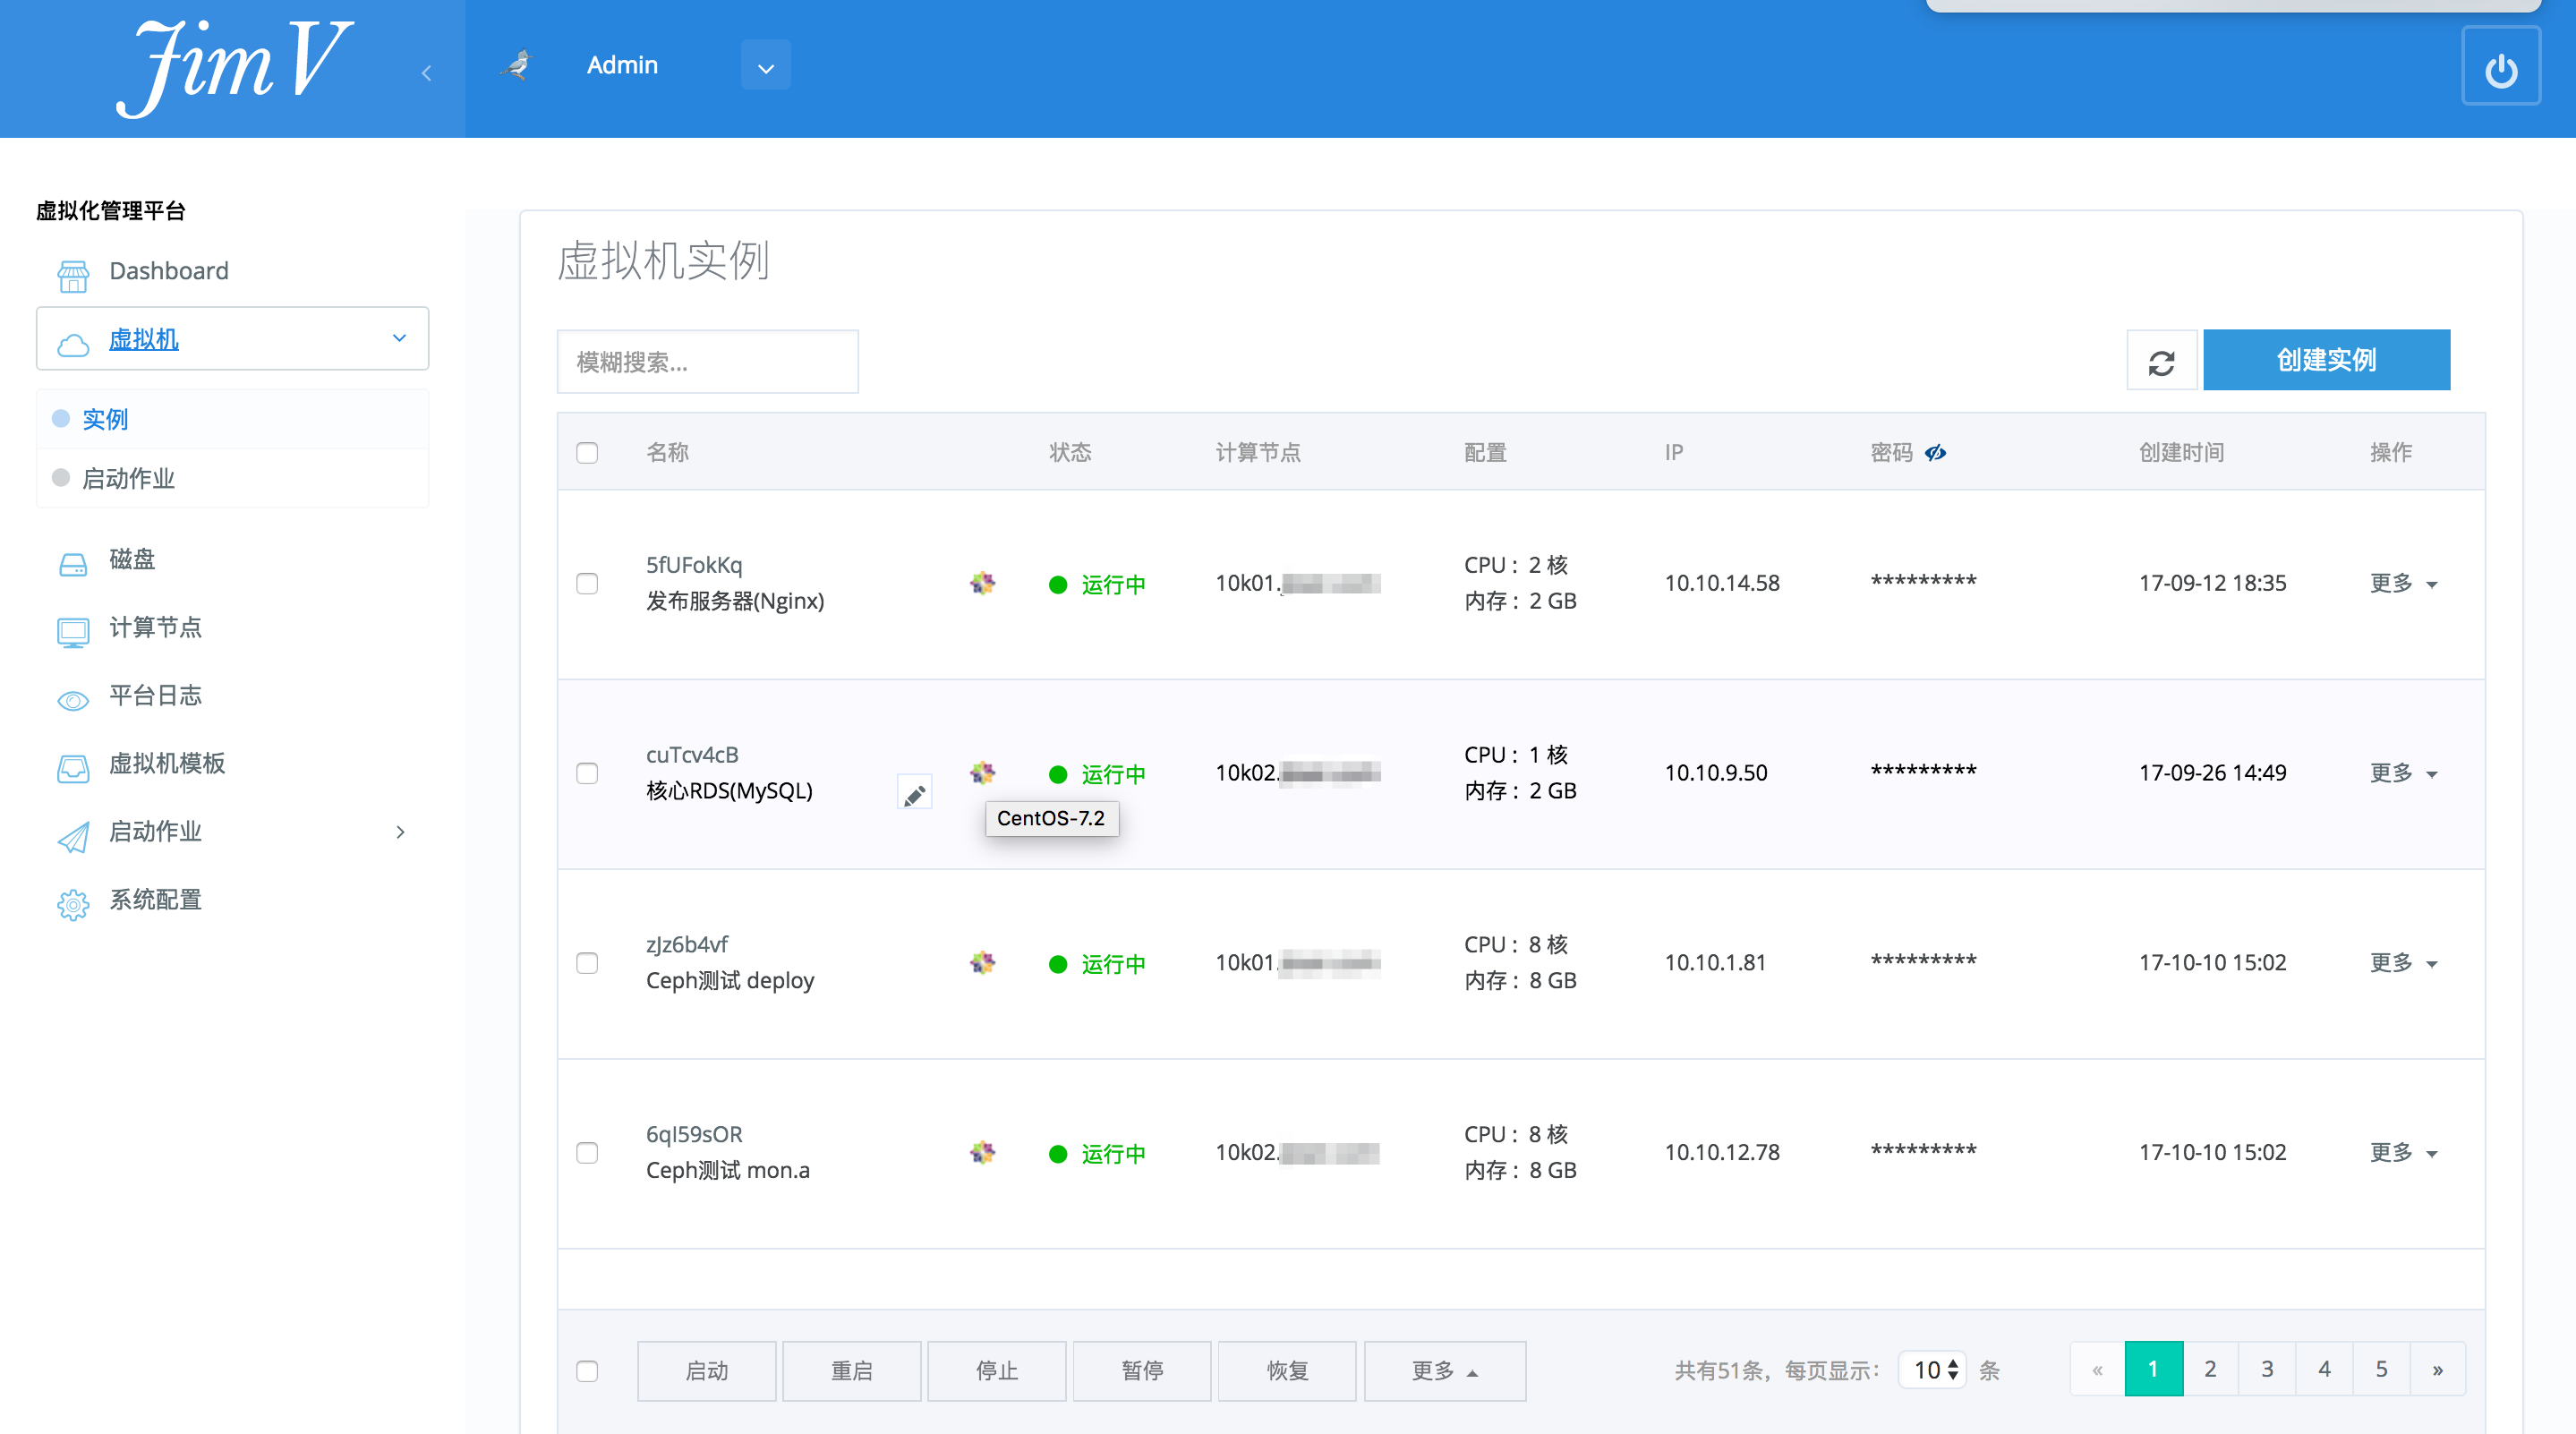 JimV
Admin
虚拟化管理平台
Dashboard
虚拟机
实例
启动作业
磁盘
计算节点
平台日志
虚拟机模板
启动作业
系统配置
虚拟机实例
模糊搜索...
创建实例
名称 状态 计算节点 配置 IP 密码 创建时间 操作
5fUFokKq
发布服务器(Nginx)
运行中
10k01.
CPU： 2 核
内存： 2 GB
10.10.14.58
*********
17-09-12 18:35
更多
cuTcv4cB
核心RDS(MySQL)
运行中
CentOS-7.2
10k02.
CPU： 1 核
内存： 2 GB
10.10.9.50
*********
17-09-26 14:49
更多
zJz6b4vf
Ceph测试 deploy
运行中
10k01.
CPU： 8 核
内存： 8 GB
10.10.1.81
*********
17-10-10 15:02
更多
6qI59sOR
Ceph测试 mon.a
运行中
10k02.
CPU： 8 核
内存： 8 GB
10.10.12.78
*********
17-10-10 15:02
更多
启动 重启 停止 暂停 恢复 更多
共有51条，每页显示： 10 条
« 1 2 3 4 5 »